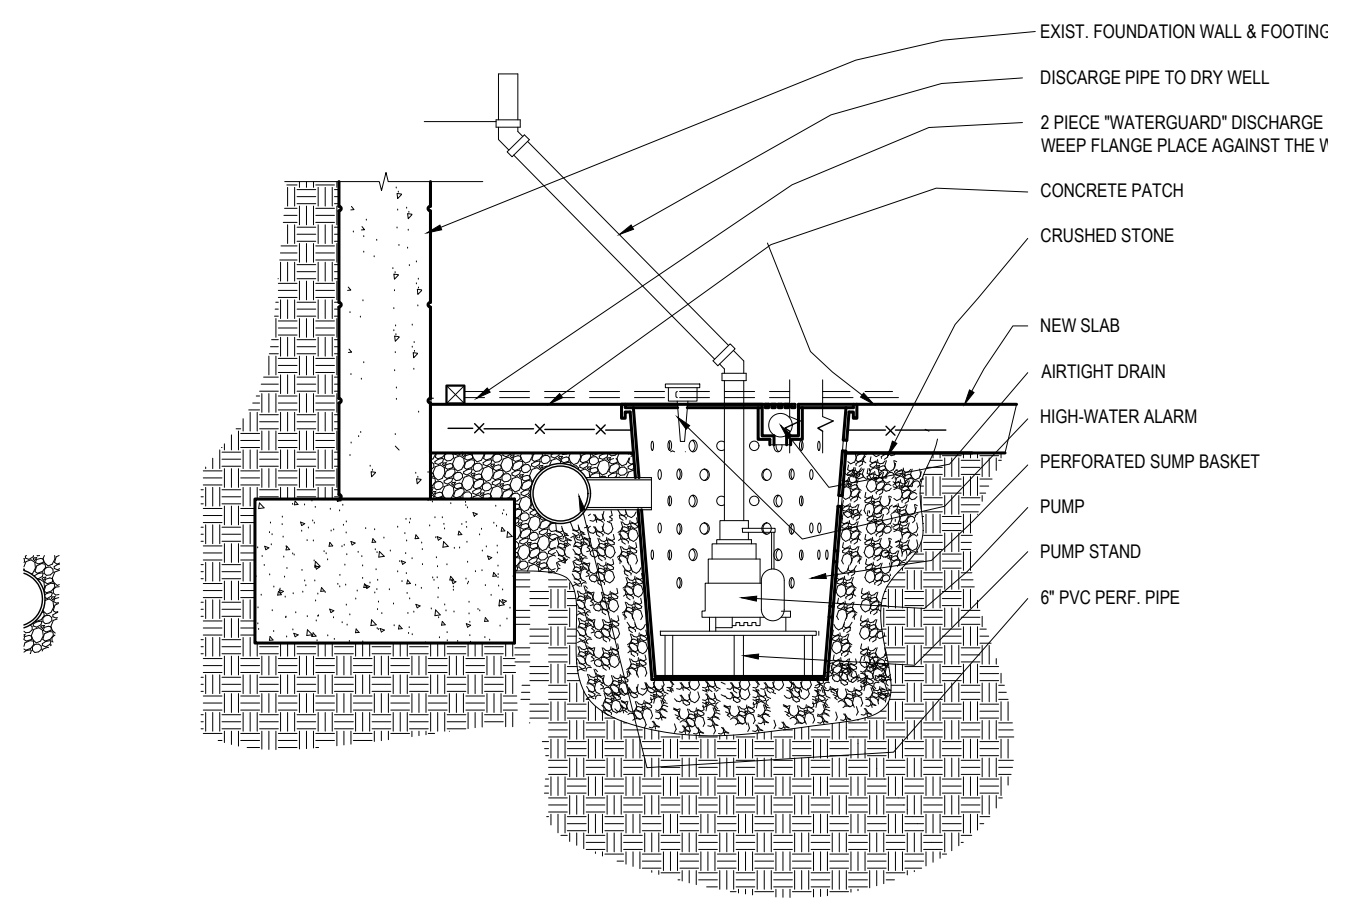 EXIST. FOUNDATION WALL & FOOTING
DISCARGE PIPE TO DRY WELL
2 PIECE "WATERGUARD" DISCHARGE
WEEP FLANGE PLACE AGAINST THE
CONCRETE PATCH
CRUSHED STONE
NEW SLAB
AIRTIGHT DRAIN
HIGH-WATER ALARM
PERFORATED SUMP BASKET
PUMP
PUMP STAND
6" PVC PERF. PIPE